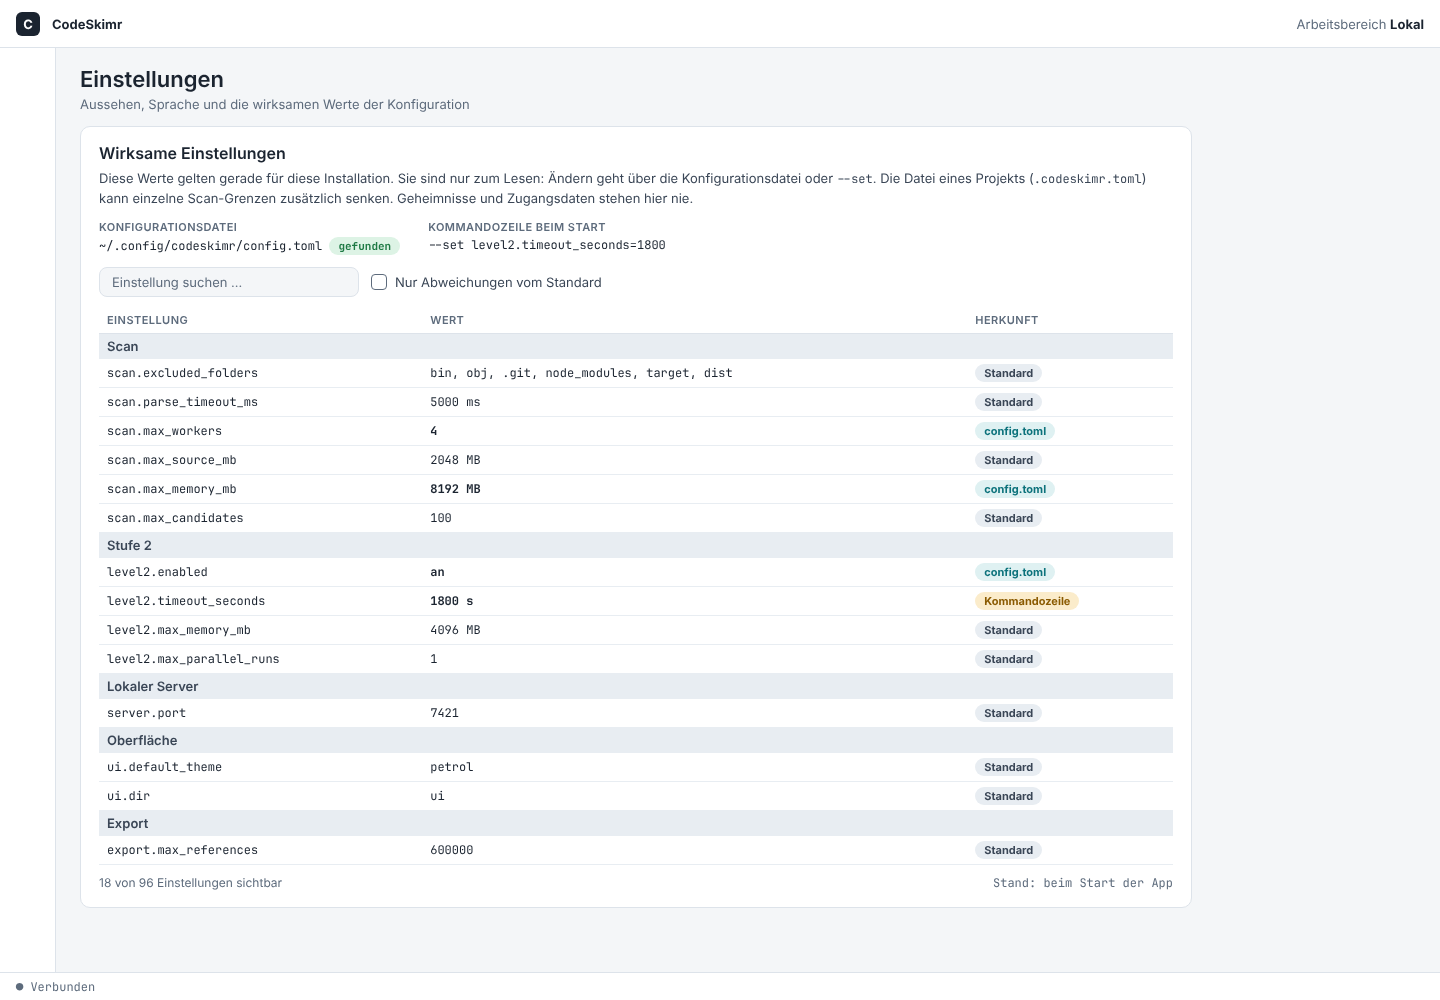 C CodeSkimr
Arbeitsbereich Lokal
Einstellungen
Aussehen, Sprache und die wirksamen Werte der Konfiguration
Wirksame Einstellungen
Diese Werte gelten gerade für diese Installation. Sie sind nur zum Lesen: Ändern geht über die Konfigurationsdatei oder --set. Die Datei eines Projekts (.codeskimr.toml)
kann einzelne Scan-Grenzen zusätzlich senken. Geheimnisse und Zugangsdaten stehen hier nie.
KONFIGURATIONSDATEI
~/.config/codeskimr/config.toml gefunden
KOMMANDOZEILE BEIM START
--set level2.timeout_seconds=1800
Einstellung suchen ...
Nur Abweichungen vom Standard
EINSTELLUNG WERT HERKUNFT
Scan
scan.excluded_folders bin, obj, .git, node_modules, target, dist Standard
scan.parse_timeout_ms 5000 ms Standard
scan.max_workers 4 config.toml
scan.max_source_mb 2048 MB Standard
scan.max_memory_mb 8192 MB config.toml
scan.max_candidates 100 Standard
Stufe 2
level2.enabled an config.toml
level2.timeout_seconds 1800 s Kommandozeile
level2.max_memory_mb 4096 MB Standard
level2.max_parallel_runs 1 Standard
Lokaler Server
server.port 7421 Standard
Oberfläche
ui.default_theme petrol Standard
ui.dir ui Standard
Export
export.max_references 600000 Standard
18 von 96 Einstellungen sichtbar
Stand: beim Start der App
Verbunden